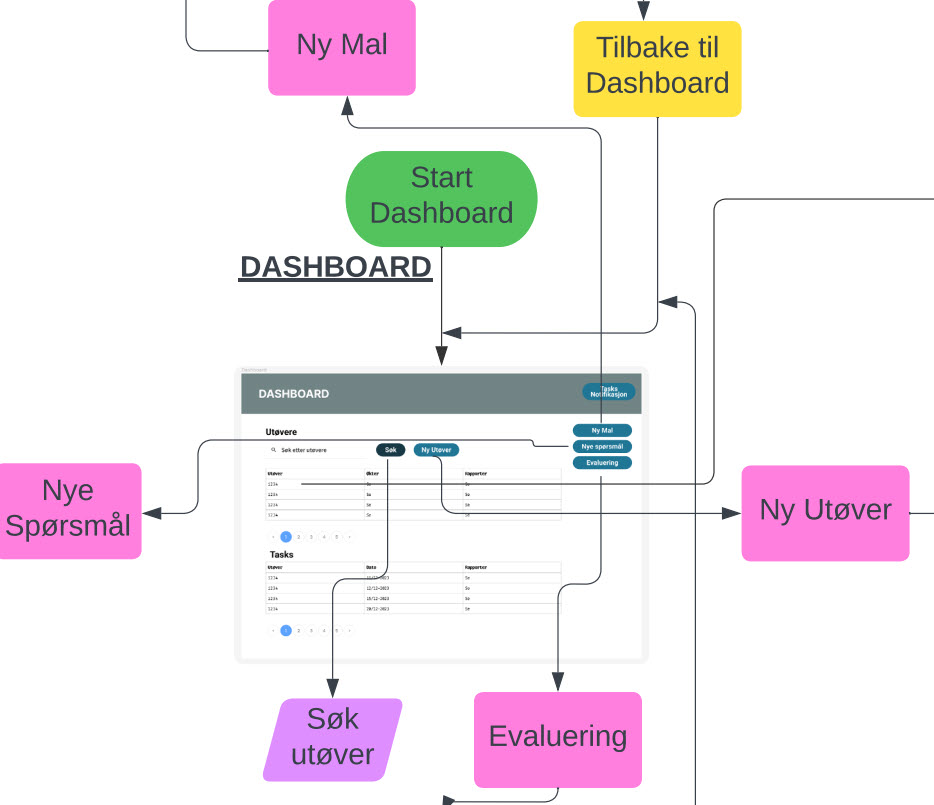 Ny Mal
Tilbake til
Dashboard
Start
Dashboard
DASHBOARD
Dashboard
DASHBOARD
Tasks
Notifikasjon
Utøvere
Ny Mal
Søk etter utøvere
Søk
Ny Utøver
Nye spørsmål
Evaluering
Utøver Økter Rapporter
1234 Se Se
1234 Se Se
1234 Se Se
1234 Se Se
< 1 2 3 4 5 >
Tasks
Utøver Dato Rapporter
1234 11/12-2023 Se
1234 12/12-2023 Se
1234 15/12-2023 Se
1234 20/12-2023 Se
< 1 2 3 4 5 >
Nye
Spørsmål
Ny Utøver
Søk
utøver
Evaluering